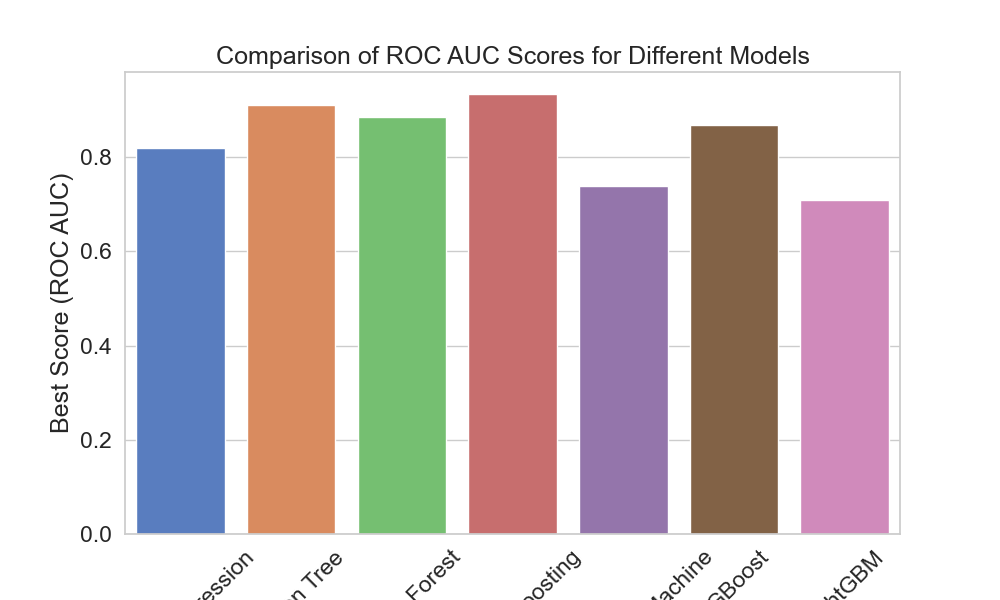 Comparison of ROC AUC Scores for Different Models
Best Score (ROC AUC)
0.8
0.6
0.4
0.2
0.0
ression
n Tree
Forest
oosting
Machine
GBoost
htGBM